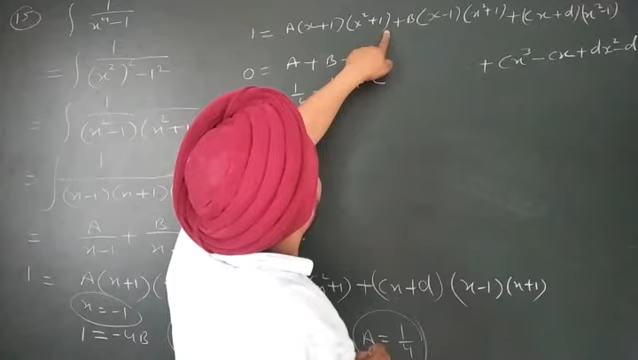 15 ∫ 1/(x⁴-1)
= ∫ 1/((x²)²-1²)
= ∫ 1/((x²-1)(x²+1
= ∫ 1/((x-1)(x+1)
= A/(x-1) + B/
1 = A(x+1)( x²+1) + (Cx+d) (x-1)(x+1)
x = -1
1 = -4B
A = 1/4
1 = A(x+1)(x²+1)+B(x-1)(x²+1)+(Cx+d)(x²-1)
+ Cx³-Cx+dx²-d
0 = A + B